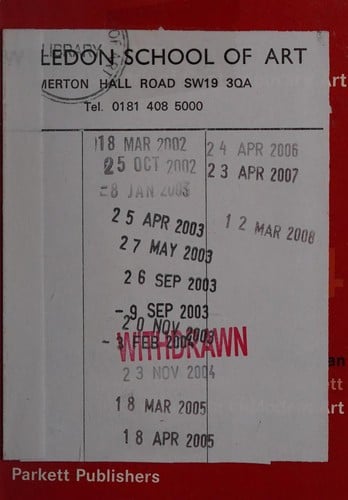 LIBRARY
LEDON SCHOOL OF ART
MERTON HALL ROAD SW19 3QA
Tel. 0181 408 5000
18 MAR 2002
25 OCT 2002
-8 JAN 2003
25 APR 2003
27 MAY 2003
26 SEP 2003
-9 SEP 2003
20 NOV 2003
-3 FEB 2004
WITHDRAWN
23 NOV 2004
18 MAR 2005
18 APR 2005
24 APR 2006
23 APR 2007
12 MAR 2008
Art
Parkett Publishers